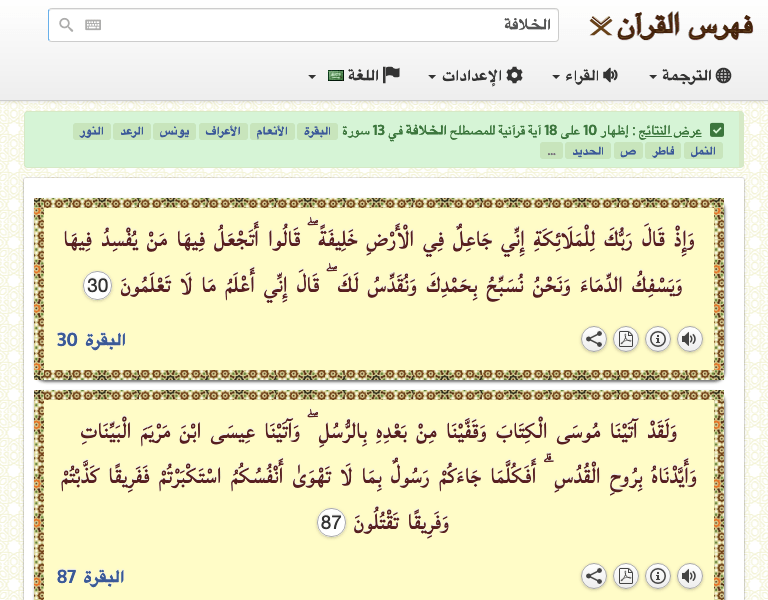 فهرس القرآن
الخلافة
الترجمة القراء الإعدادات اللغة
عرض النتائج : إظهار 10 على 18 آية قرآنية للمصطلح الخلافة في 13 سورة البقرة الأنعام الأعراف يونس الرعد النور
النمل فاطر ص الحديد ...
وَإِذْ قَالَ رَبُّكَ لِلْمَلَائِكَةِ إِنِّي جَاعِلٌ فِي الْأَرْضِ خَلِيفَةً ۖ قَالُوا أَتَجْعَلُ فِيهَا مَنْ يُفْسِدُ فِيهَا
وَيَسْفِكُ الدِّمَاءَ وَنَحْنُ نُسَبِّحُ بِحَمْدِكَ وَنُقَدِّسُ لَكَ ۖ قَالَ إِنِّي أَعْلَمُ مَا لَا تَعْلَمُونَ 30
البقرة 30
وَلَقَدْ آتَيْنَا مُوسَى الْكِتَابَ وَقَفَّيْنَا مِنْ بَعْدِهِ بِالرُّسُلِ ۖ وَآتَيْنَا عِيسَى ابْنَ مَرْيَمَ الْبَيِّنَاتِ
وَأَيَّدْنَاهُ بِرُوحِ الْقُدُسِ ۗ أَفَكُلَّمَا جَاءَكُمْ رَسُولٌ بِمَا لَا تَهْوَىٰ أَنْفُسُكُمُ اسْتَكْبَرْتُمْ فَفَرِيقًا كَذَّبْتُمْ
وَفَرِيقًا تَقْتُلُونَ 87
البقرة 87